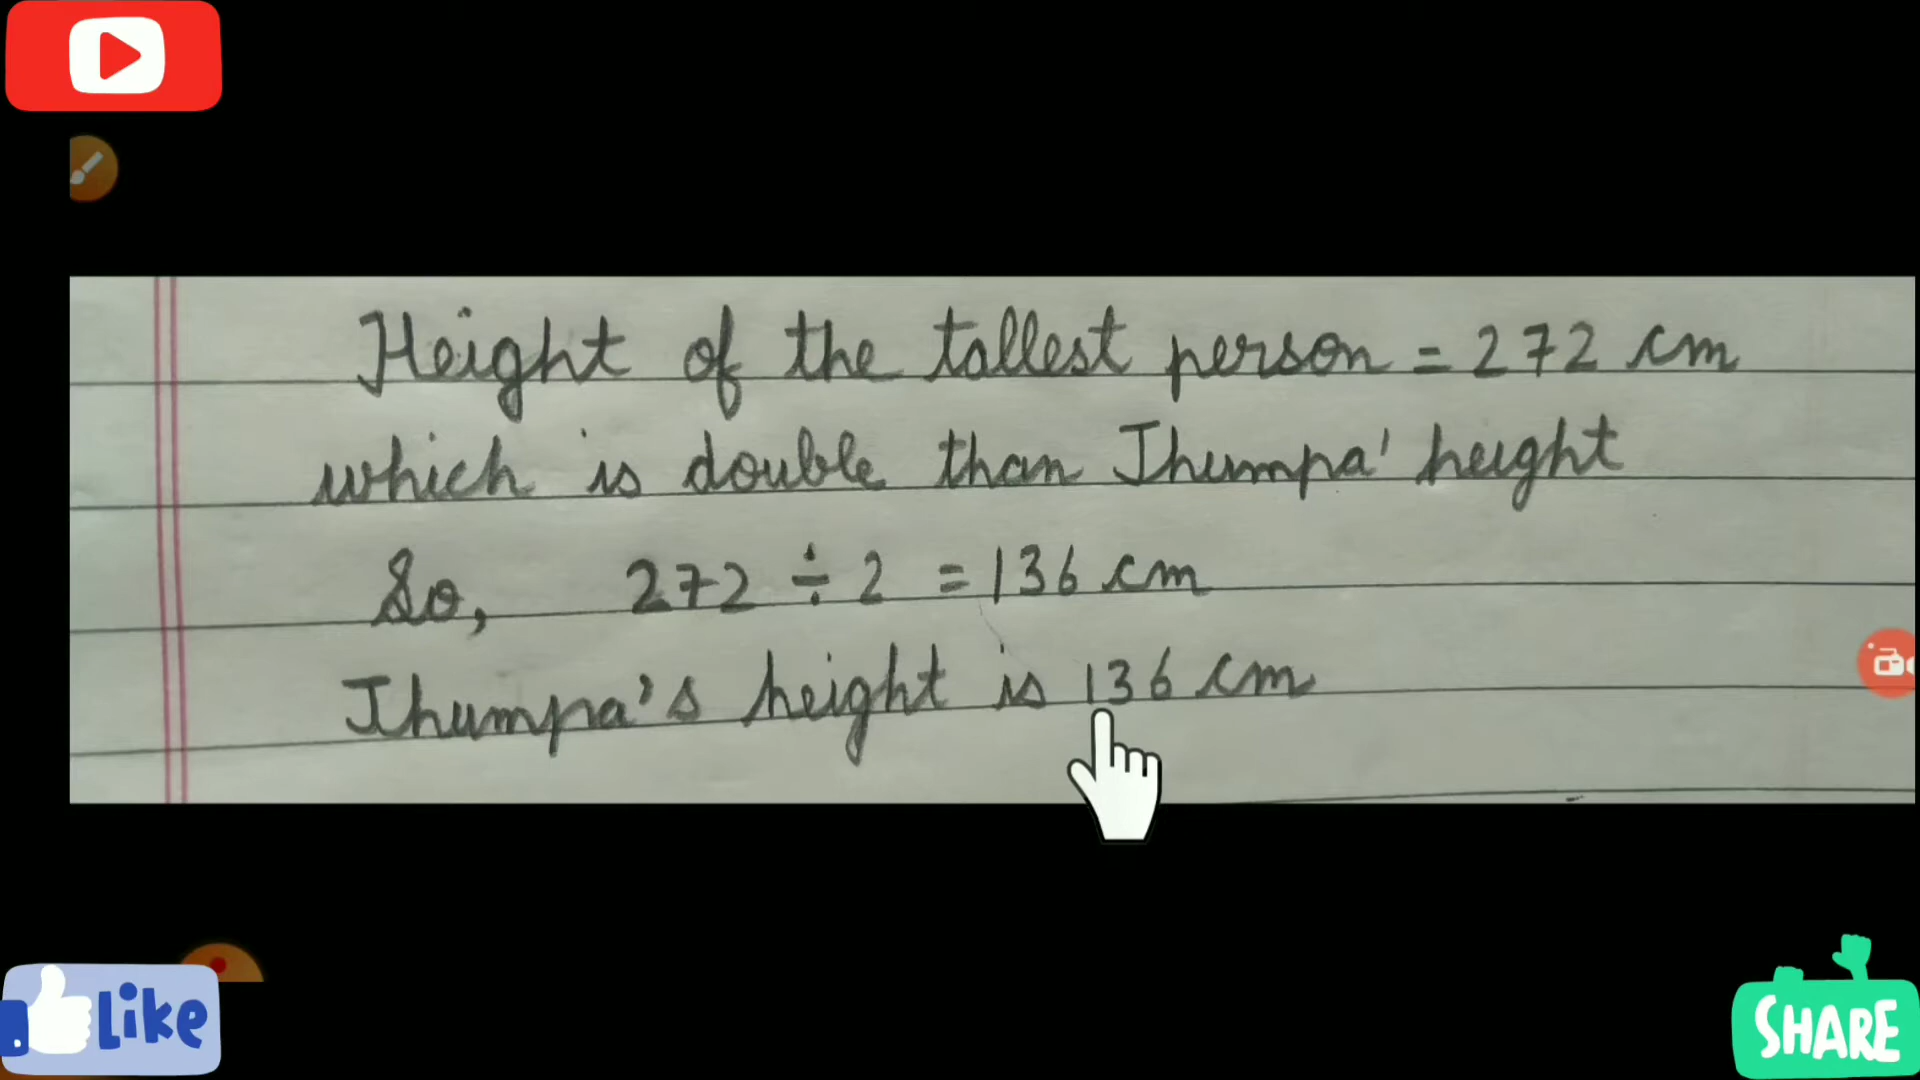 Height of the tallest person = 272 cm
which is double than Jhumpa' height
So, 272 ÷ 2 = 136 cm
Jhumpa's height is 136 cm
Like
SHARE